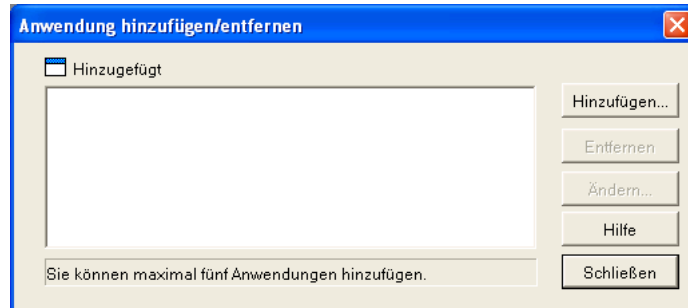 Anwendung hinzufügen/entfernen
Hinzugefügt
Hinzufügen...
Entfernen
Ändern...
Hilfe
Sie können maximal fünf Anwendungen hinzufügen.
Schließen